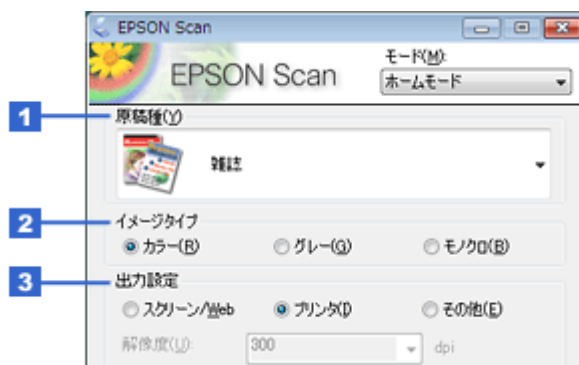 EPSON Scan
EPSON Scan
モード(M):
ホームモード
1
原稿種(Y)
雑誌
2
イメージタイプ
カラー(R) グレー(G) モノクロ(B)
3
出力設定
スクリーン/Web プリンタ(I) その他(E)
解像度(U): 300 dpi